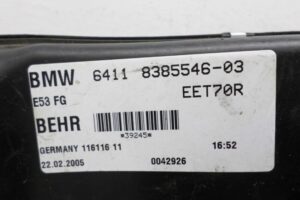 BMW 6411 8385546-03
E53 FG EET70R
BEHR *39245*
GERMANY 116116 11 16:52
22.02.2005 0042926